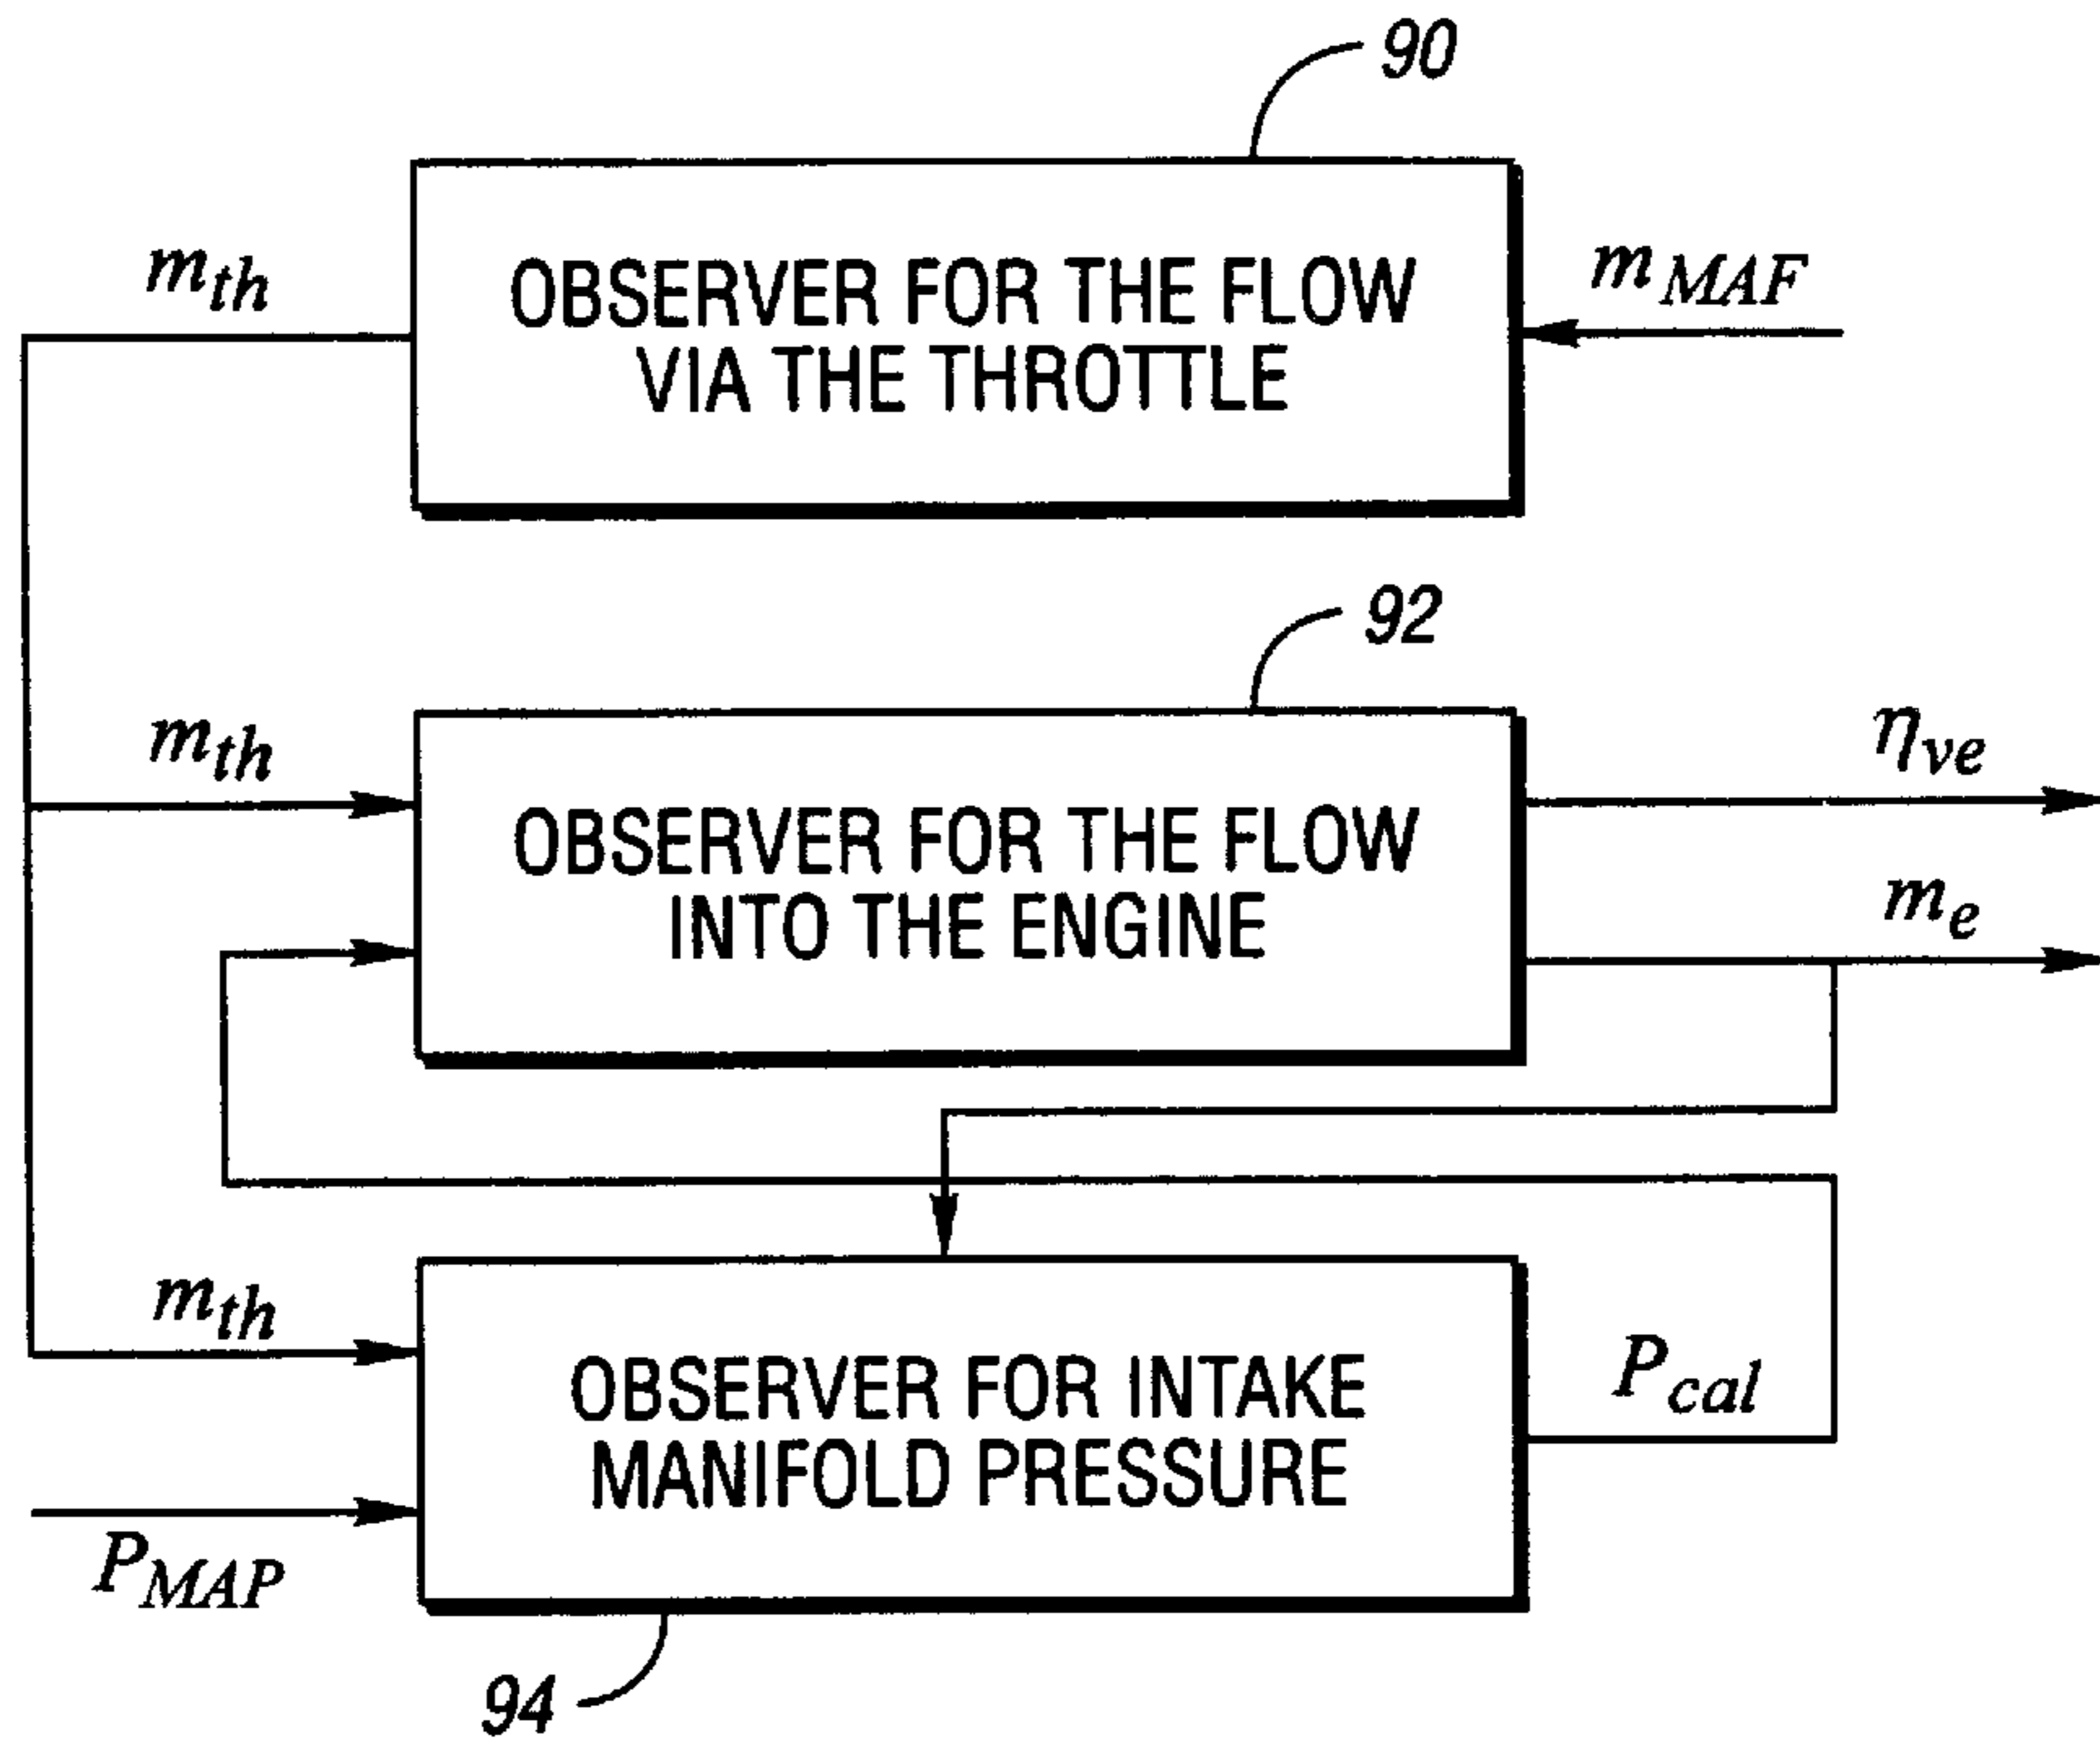 90
m_th
OBSERVER FOR THE FLOW
VIA THE THROTTLE
m_MAF
92
m_th
OBSERVER FOR THE FLOW
INTO THE ENGINE
η_ve
m_e
m_th
OBSERVER FOR INTAKE
MANIFOLD PRESSURE
P_cal
P_MAP
94